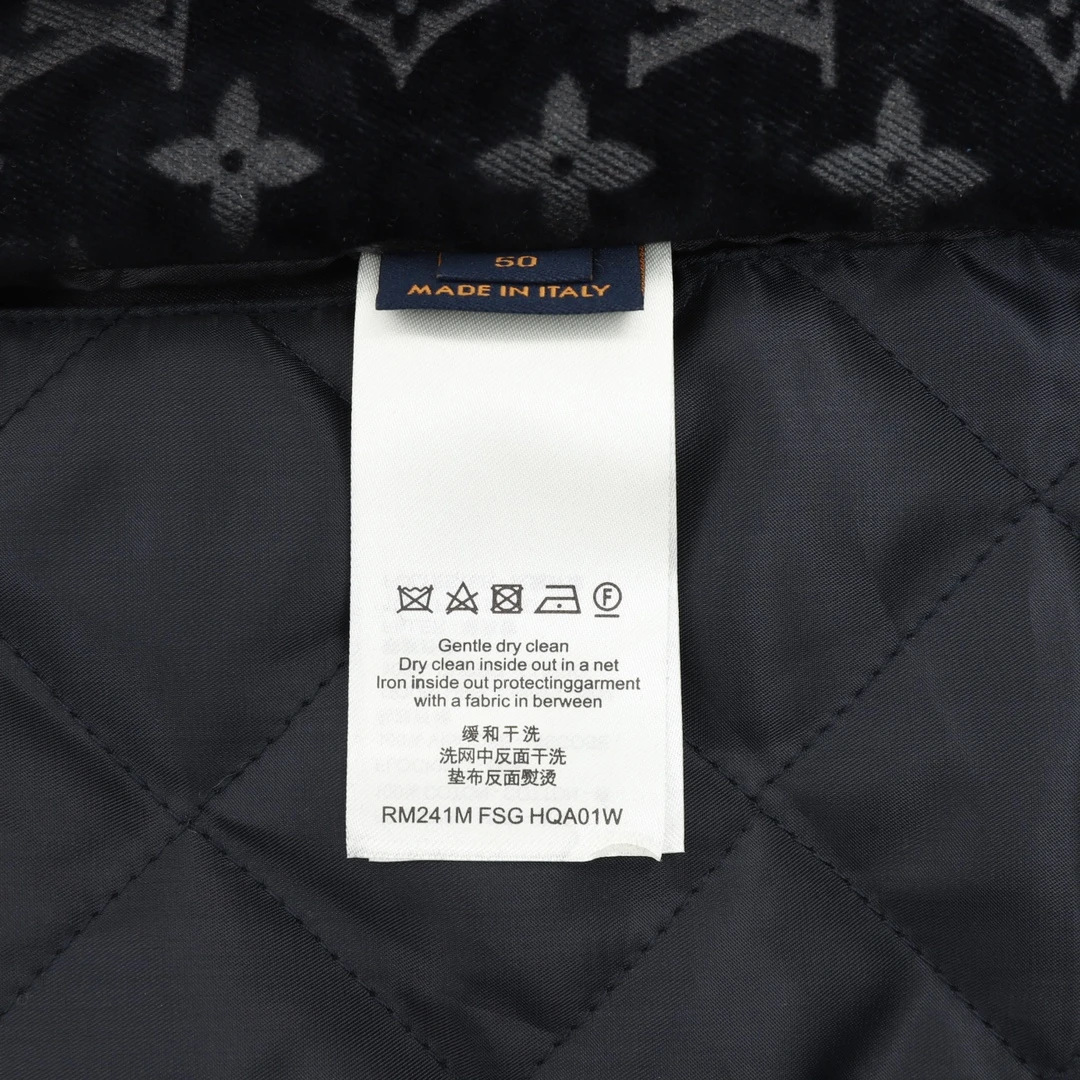 50
MADE IN ITALY
F
Gentle dry clean
Dry clean inside out in a net
Iron inside out protectinggarment
with a fabric in berween
缓和干洗
洗网中反面干洗
垫布反面熨烫
RM241M FSG HQA01W